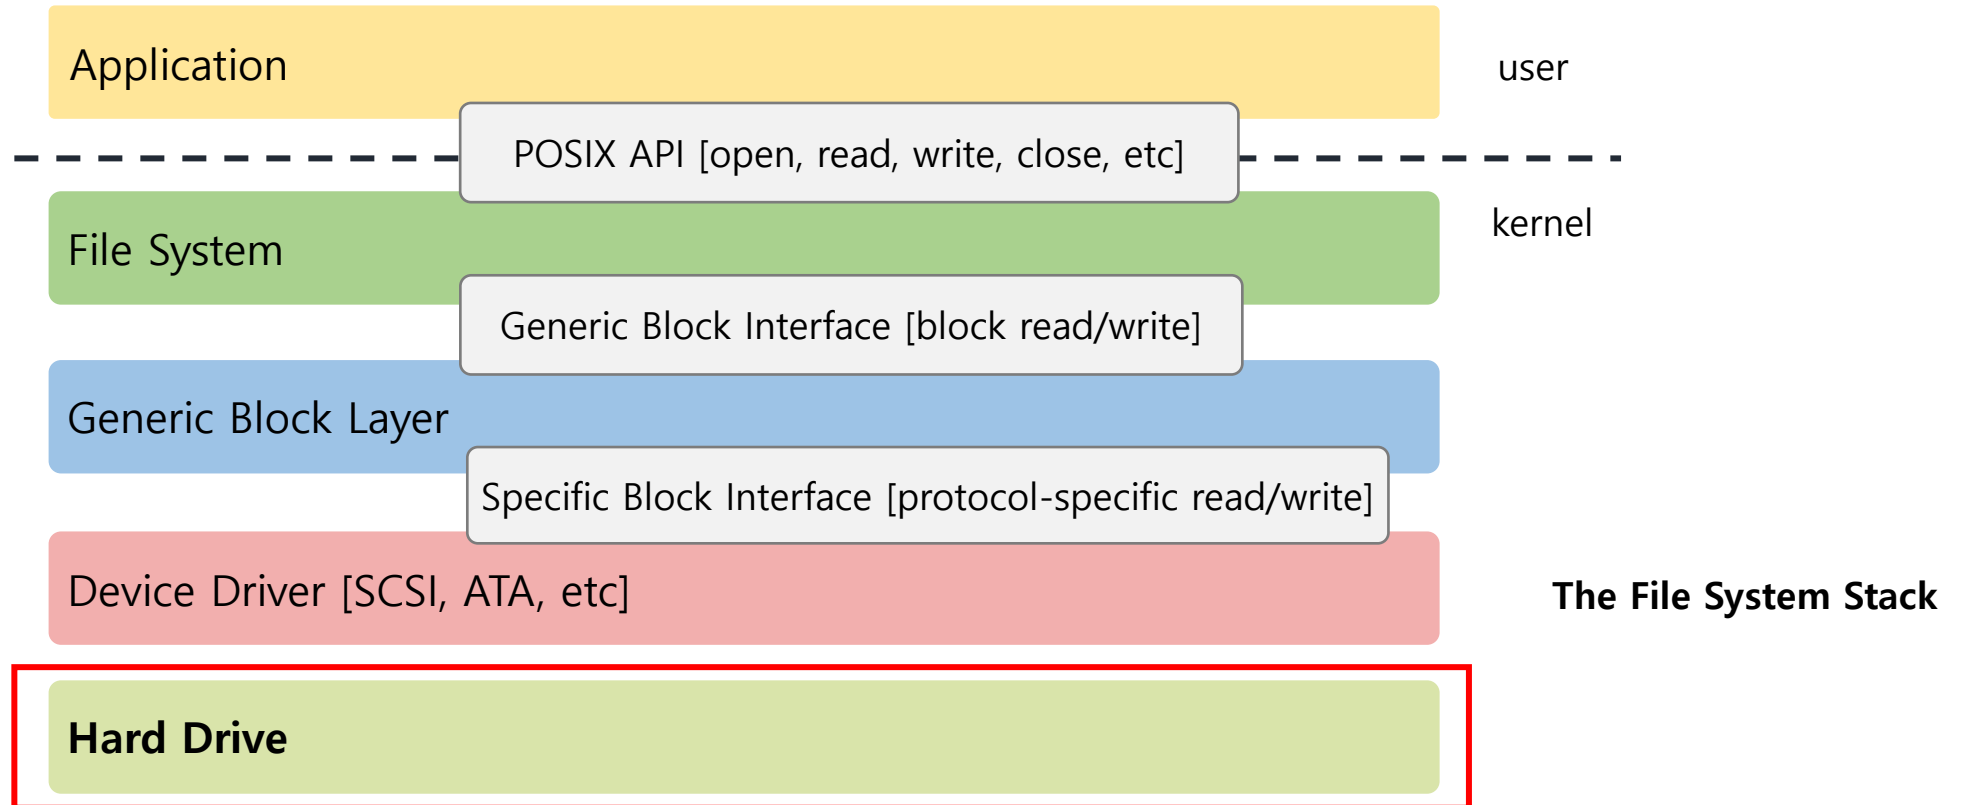 Application
user
POSIX API [open, read, write, close, etc]
kernel
File System
Generic Block Interface [block read/write]
Generic Block Layer
Specific Block Interface [protocol-specific read/write]
Device Driver [SCSI, ATA, etc]
The File System Stack
Hard Drive